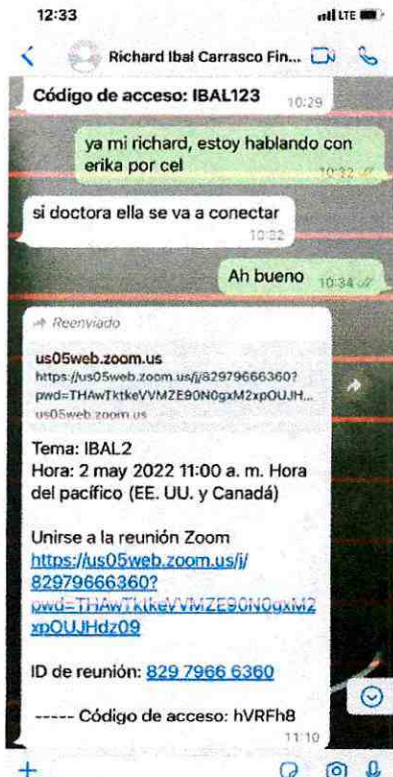 12:33
LTE
Richard Ibal Carrasco Fin...
Código de acceso: IBAL123
10:29
ya mi richard, estoy hablando con
erika por cel
10:32
si doctora ella se va a conectar
10:32
Ah bueno 10:34
Reenviado
us05web.zoom.us
https://us05web.zoom.us/j/82979666360?
pwd=THAwTktkeVVMZE90N0gxM2xpOUJH...
us05web.zoom.us
Tema: IBAL2
Hora: 2 may 2022 11:00 a. m. Hora
del pacífico (EE. UU. y Canadá)
Unirse a la reunión Zoom
https://us05web.zoom.us/j/
82979666360?
pwd=THAwTktkeVVMZE90N0gxM2
xpOUJHdz09
ID de reunión: 829 7966 6360
----- Código de acceso: hVRFh8
11:10